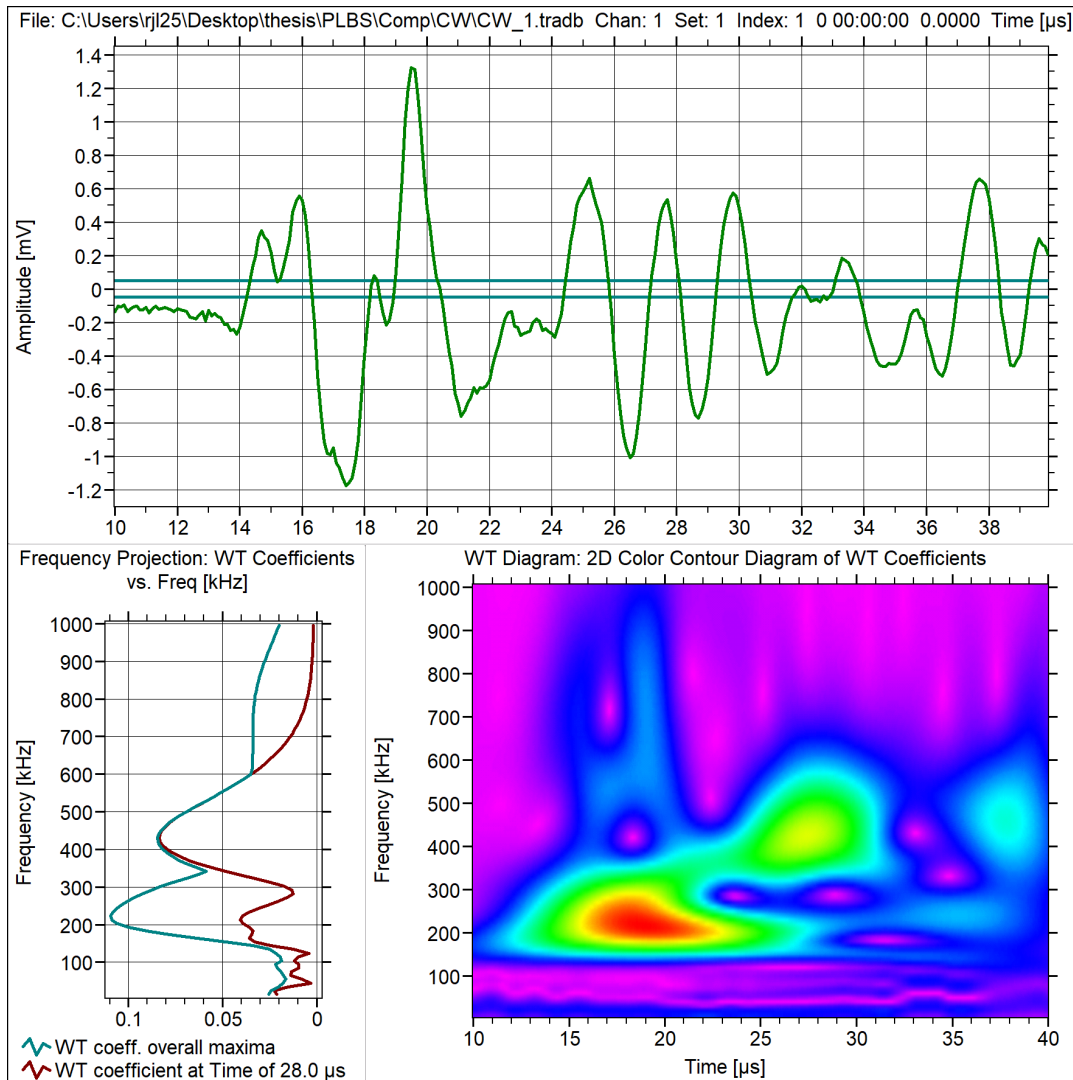 File: C:\Users\rjl25\Desktop\thesis\PLBS\Comp\CW\CW_1.tradb Chan: 1 Set: 1 Index: 1 0 00:00:00 0.0000 Time [µs]
1.4
1.2
1
0.8
0.6
0.4
0.2
0
-0.2
-0.4
-0.6
-0.8
-1
-1.2
Amplitude [mV]
10 12 14 16 18 20 22 24 26 28 30 32 34 36 38
Frequency Projection: WT Coefficients
vs. Freq [kHz]
1000
900
800
700
600
500
400
300
200
100
Frequency [kHz]
0.1 0.05 0
WT coeff. overall maxima
WT coefficient at Time of 28.0 µs
WT Diagram: 2D Color Contour Diagram of WT Coefficients
1000
900
800
700
600
500
400
300
200
100
Frequency [kHz]
10 15 20 25 30 35 40
Time [µs]